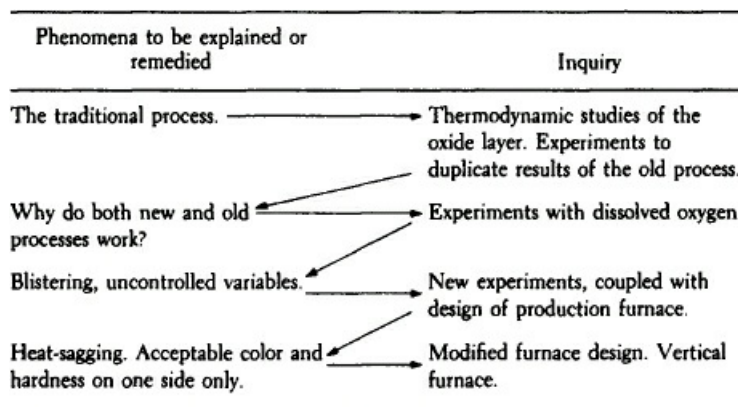 Phenomena to be explained or
remedied
Inquiry
The traditional process.
Thermodynamic studies of the
oxide layer. Experiments to
duplicate results of the old process.
Why do both new and old
processes work?
Experiments with dissolved oxygen
Blistering, uncontrolled variables.
New experiments, coupled with
design of production furnace.
Heat-sagging. Acceptable color and
hardness on one side only.
Modified furnace design. Vertical
furnace.